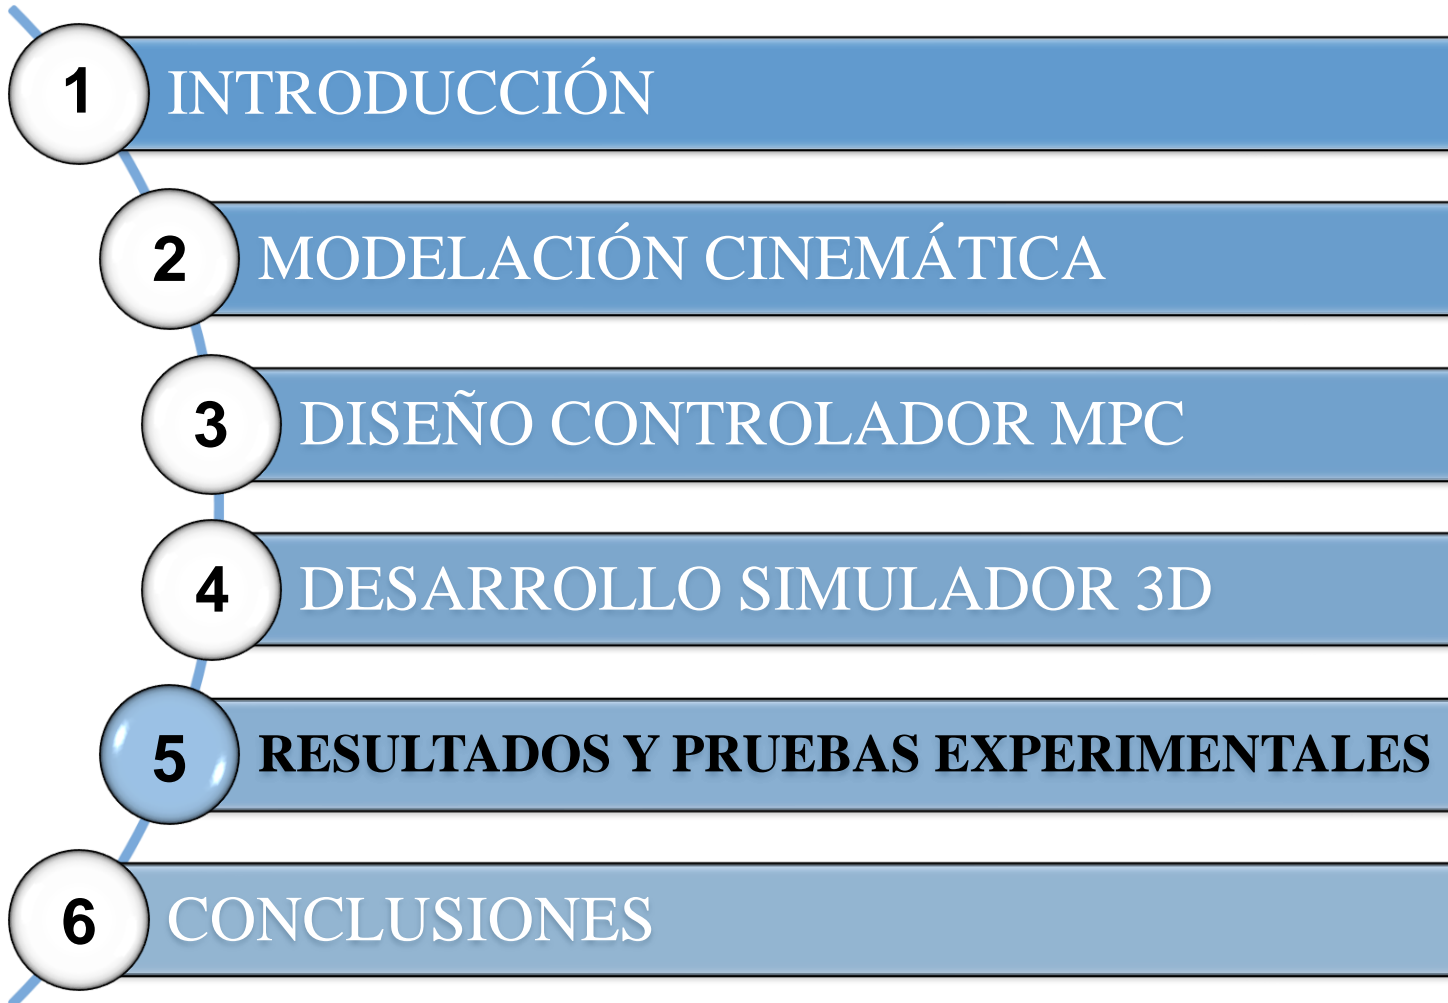 1 INTRODUCCIÓN
2 MODELACIÓN CINEMÁTICA
3 DISEÑO CONTROLADOR MPC
4 DESARROLLO SIMULADOR 3D
5 RESULTADOS Y PRUEBAS EXPERIMENTALES
6 CONCLUSIONES